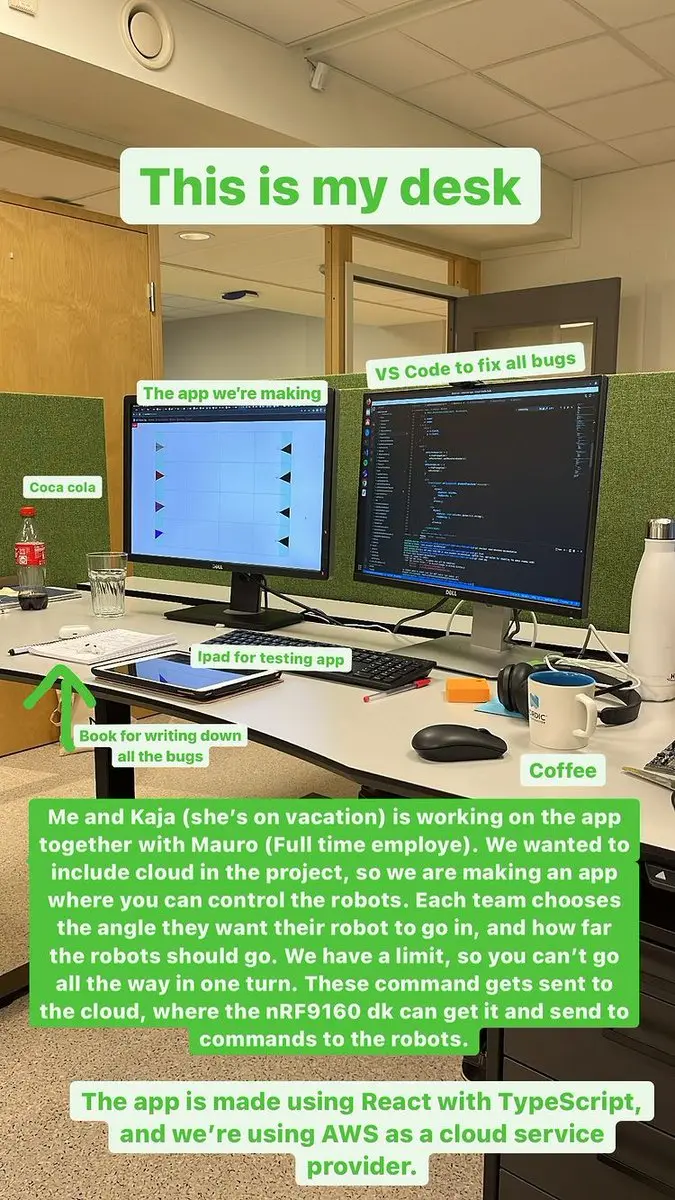 This is my desk
VS Code to fix all bugs
The app we're making
Coca cola
Ipad for testing app
Book for writing down
all the bugs
Coffee
DELL
DELL
Me and Kaja (she's on vacation) is working on the app
together with Mauro (Full time employe). We wanted to
include cloud in the project, so we are making an app
where you can control the robots. Each team chooses
the angle they want their robot to go in, and how far
the robots should go. We have a limit, so you can't go
all the way in one turn. These command gets sent to
the cloud, where the nRF9160 dk can get it and send to
commands to the robots.
The app is made using React with TypeScript,
and we're using AWS as a cloud service
provider.